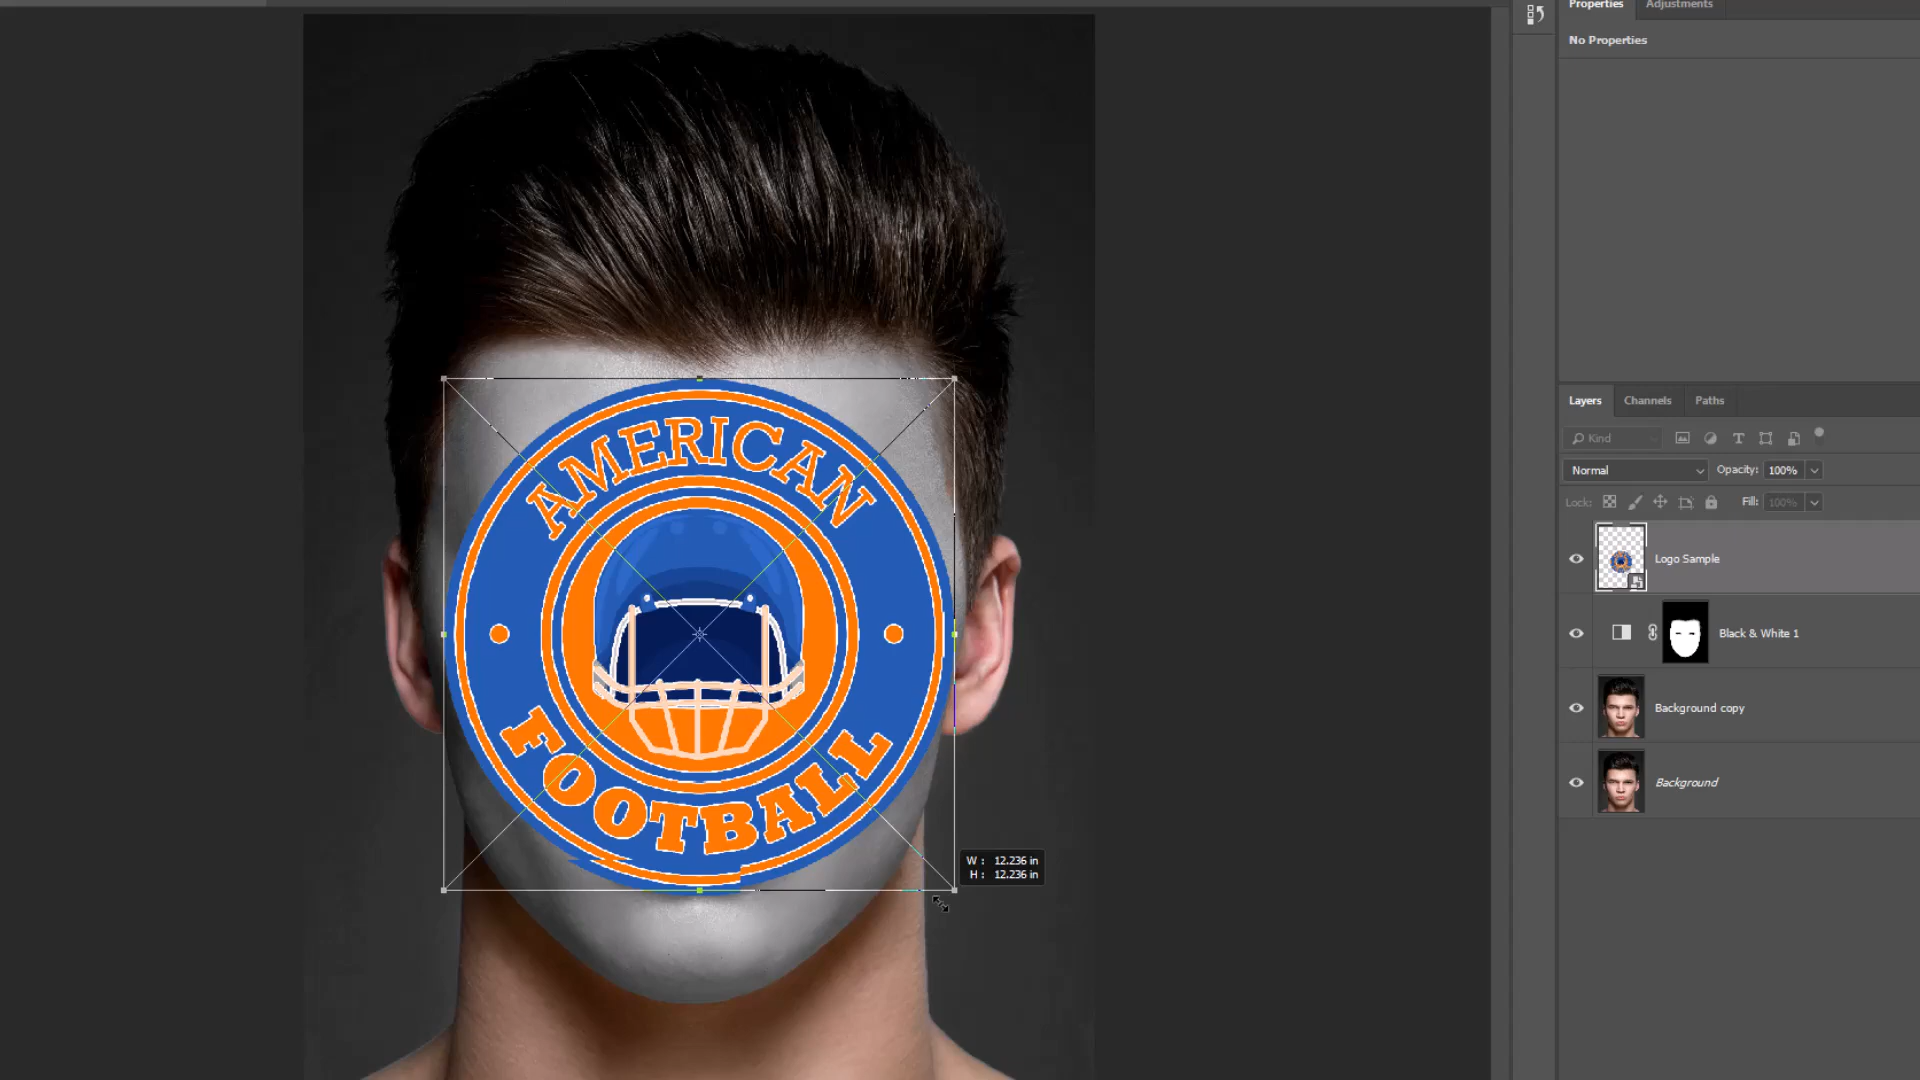 Properties
Adjustments
No Properties
Layers
Channels
Paths
Kind
Normal
Opacity: 100%
Lock:
Fill: 100%
Logo Sample
Black & White 1
Background copy
Background
AMERICAN
FOOTBALL
W : 12.236 in
H : 12.236 in